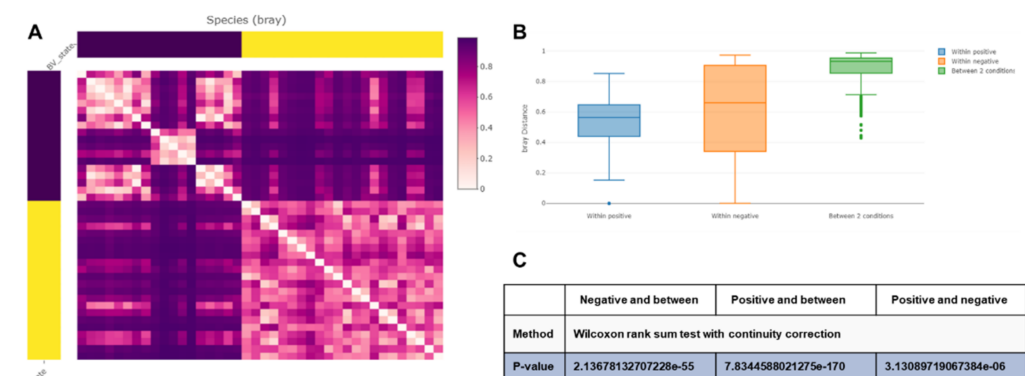 A
Species (bray)
BV_state
0.8
0.6
0.4
0.2
0
ate
B
1
0.8
0.6
0.4
0.2
0
bray Distance
Within positive
Within negative
Between 2 conditions
Within positive
Within negative
Between 2 conditions
C
Negative and between
Positive and between
Positive and negative
Method
Wilcoxon rank sum test with continuity correction
P-value
2.13678132707228e-55
7.8344588021275e-170
3.13089719067384e-06